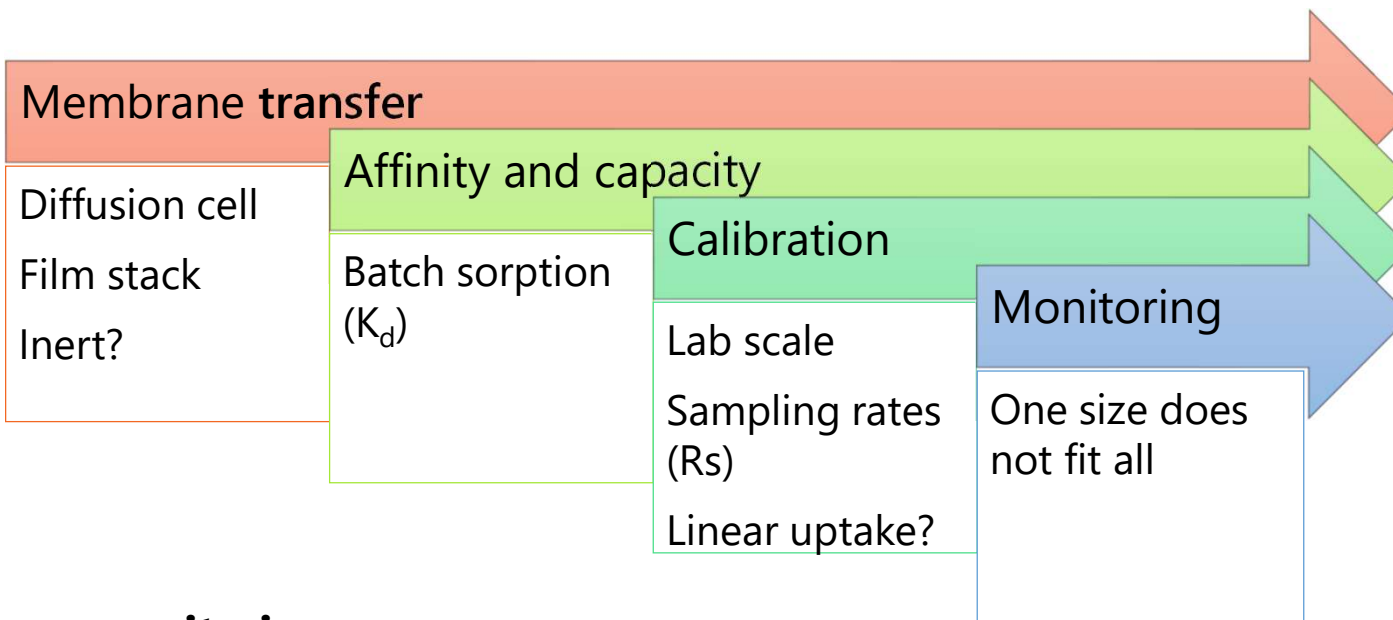 Membrane transfer
Diffusion cell
Film stack
Inert?
Affinity and capacity
Batch sorption
(Kd)
Calibration
Lab scale
Sampling rates
(Rs)
Linear uptake?
Monitoring
One size does
not fit all